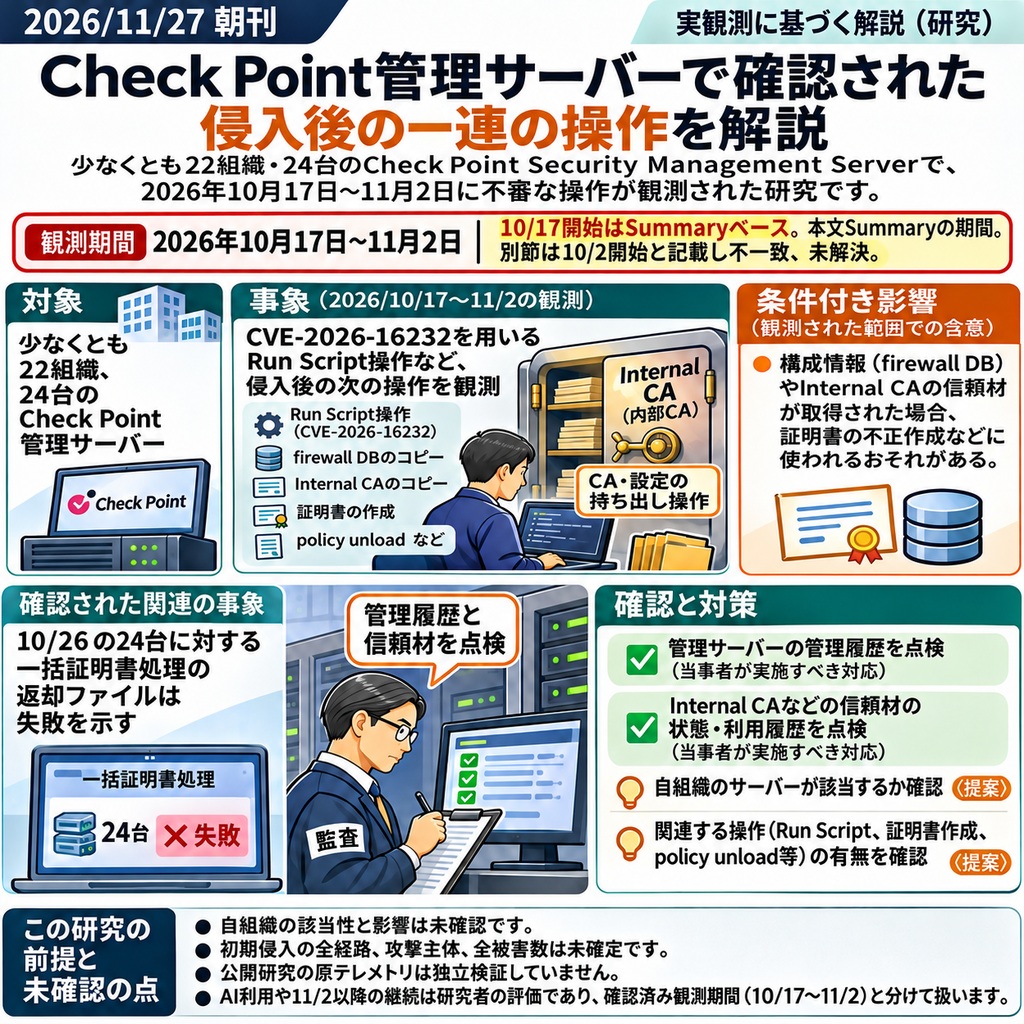 2026/11/27 朝刊
実観測に基づく解説（研究）
Check Point管理サーバーで確認された
侵入後の一連の操作を解説
少なくとも22組織・24台のCheck Point Security Management Serverで、
2026年10月17日～11月2日に不審な操作が観測された研究です。
観測期間
2026年10月17日～11月2日
10/17開始はSummaryベース。本文Summaryの期間。
別節は10/2開始と記載し不一致、未解決。
対象
少なくとも
22組織、
24台の
Check Point
管理サーバー
Check Point
事象（2026/10/17～11/2の観測）
CVE-2026-16232を用いる
Run Script操作など、
侵入後の次の操作を観測
Run Script操作
（CVE-2026-16232）
firewall DBのコピー
Internal CAのコピー
証明書の作成
policy unload など
Internal
CA
（内部CA）
CA・設定の
持ち出し操作
条件付き影響
（観測された範囲での含意）
構成情報（firewall DB）
やInternal CAの信頼材
が取得された場合、
証明書の不正作成などに
使われるおそれがある。
確認された関連の事象
10/26の24台に対する
一括証明書処理の
返却ファイルは
失敗を示す
一括証明書処理
24台
失敗
管理履歴と
信頼材を点検
監査
確認と対策
管理サーバーの管理履歴を点検
（当事者が実施すべき対応）
Internal CAなどの信頼材の
状態・利用履歴を点検
（当事者が実施すべき対応）
自組織のサーバーが該当するか確認 〈提案〉
関連する操作（Run Script、証明書作成、
policy unload等）の有無を確認 〈提案〉
この研究の
前提と
未確認の点
● 自組織の該当性と影響は未確認です。
● 初期侵入の全経路、攻撃主体、全被害数は未確定です。
● 公開研究の原テレメトリは独立検証していません。
● AI利用や11/2以降の継続は研究者の評価であり、確認済み観測期間（10/17～11/2）と分けて扱います。